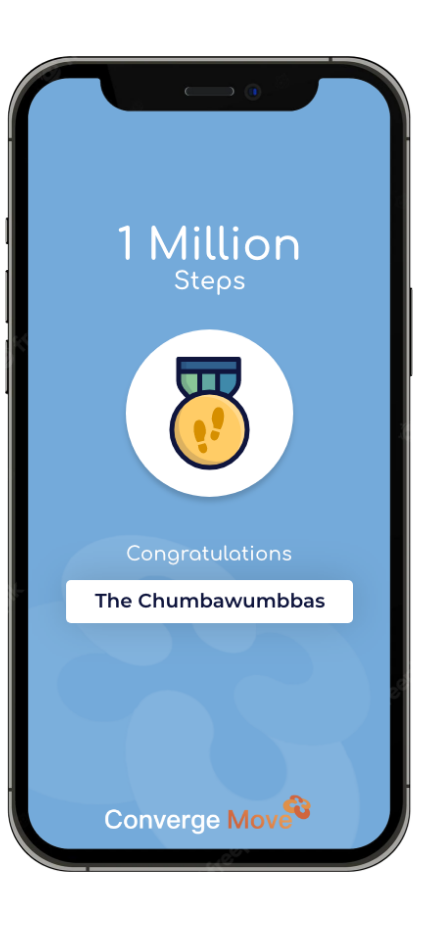 1 Million
Steps
Congratulations
The Chumbawumbbas
Converge Move